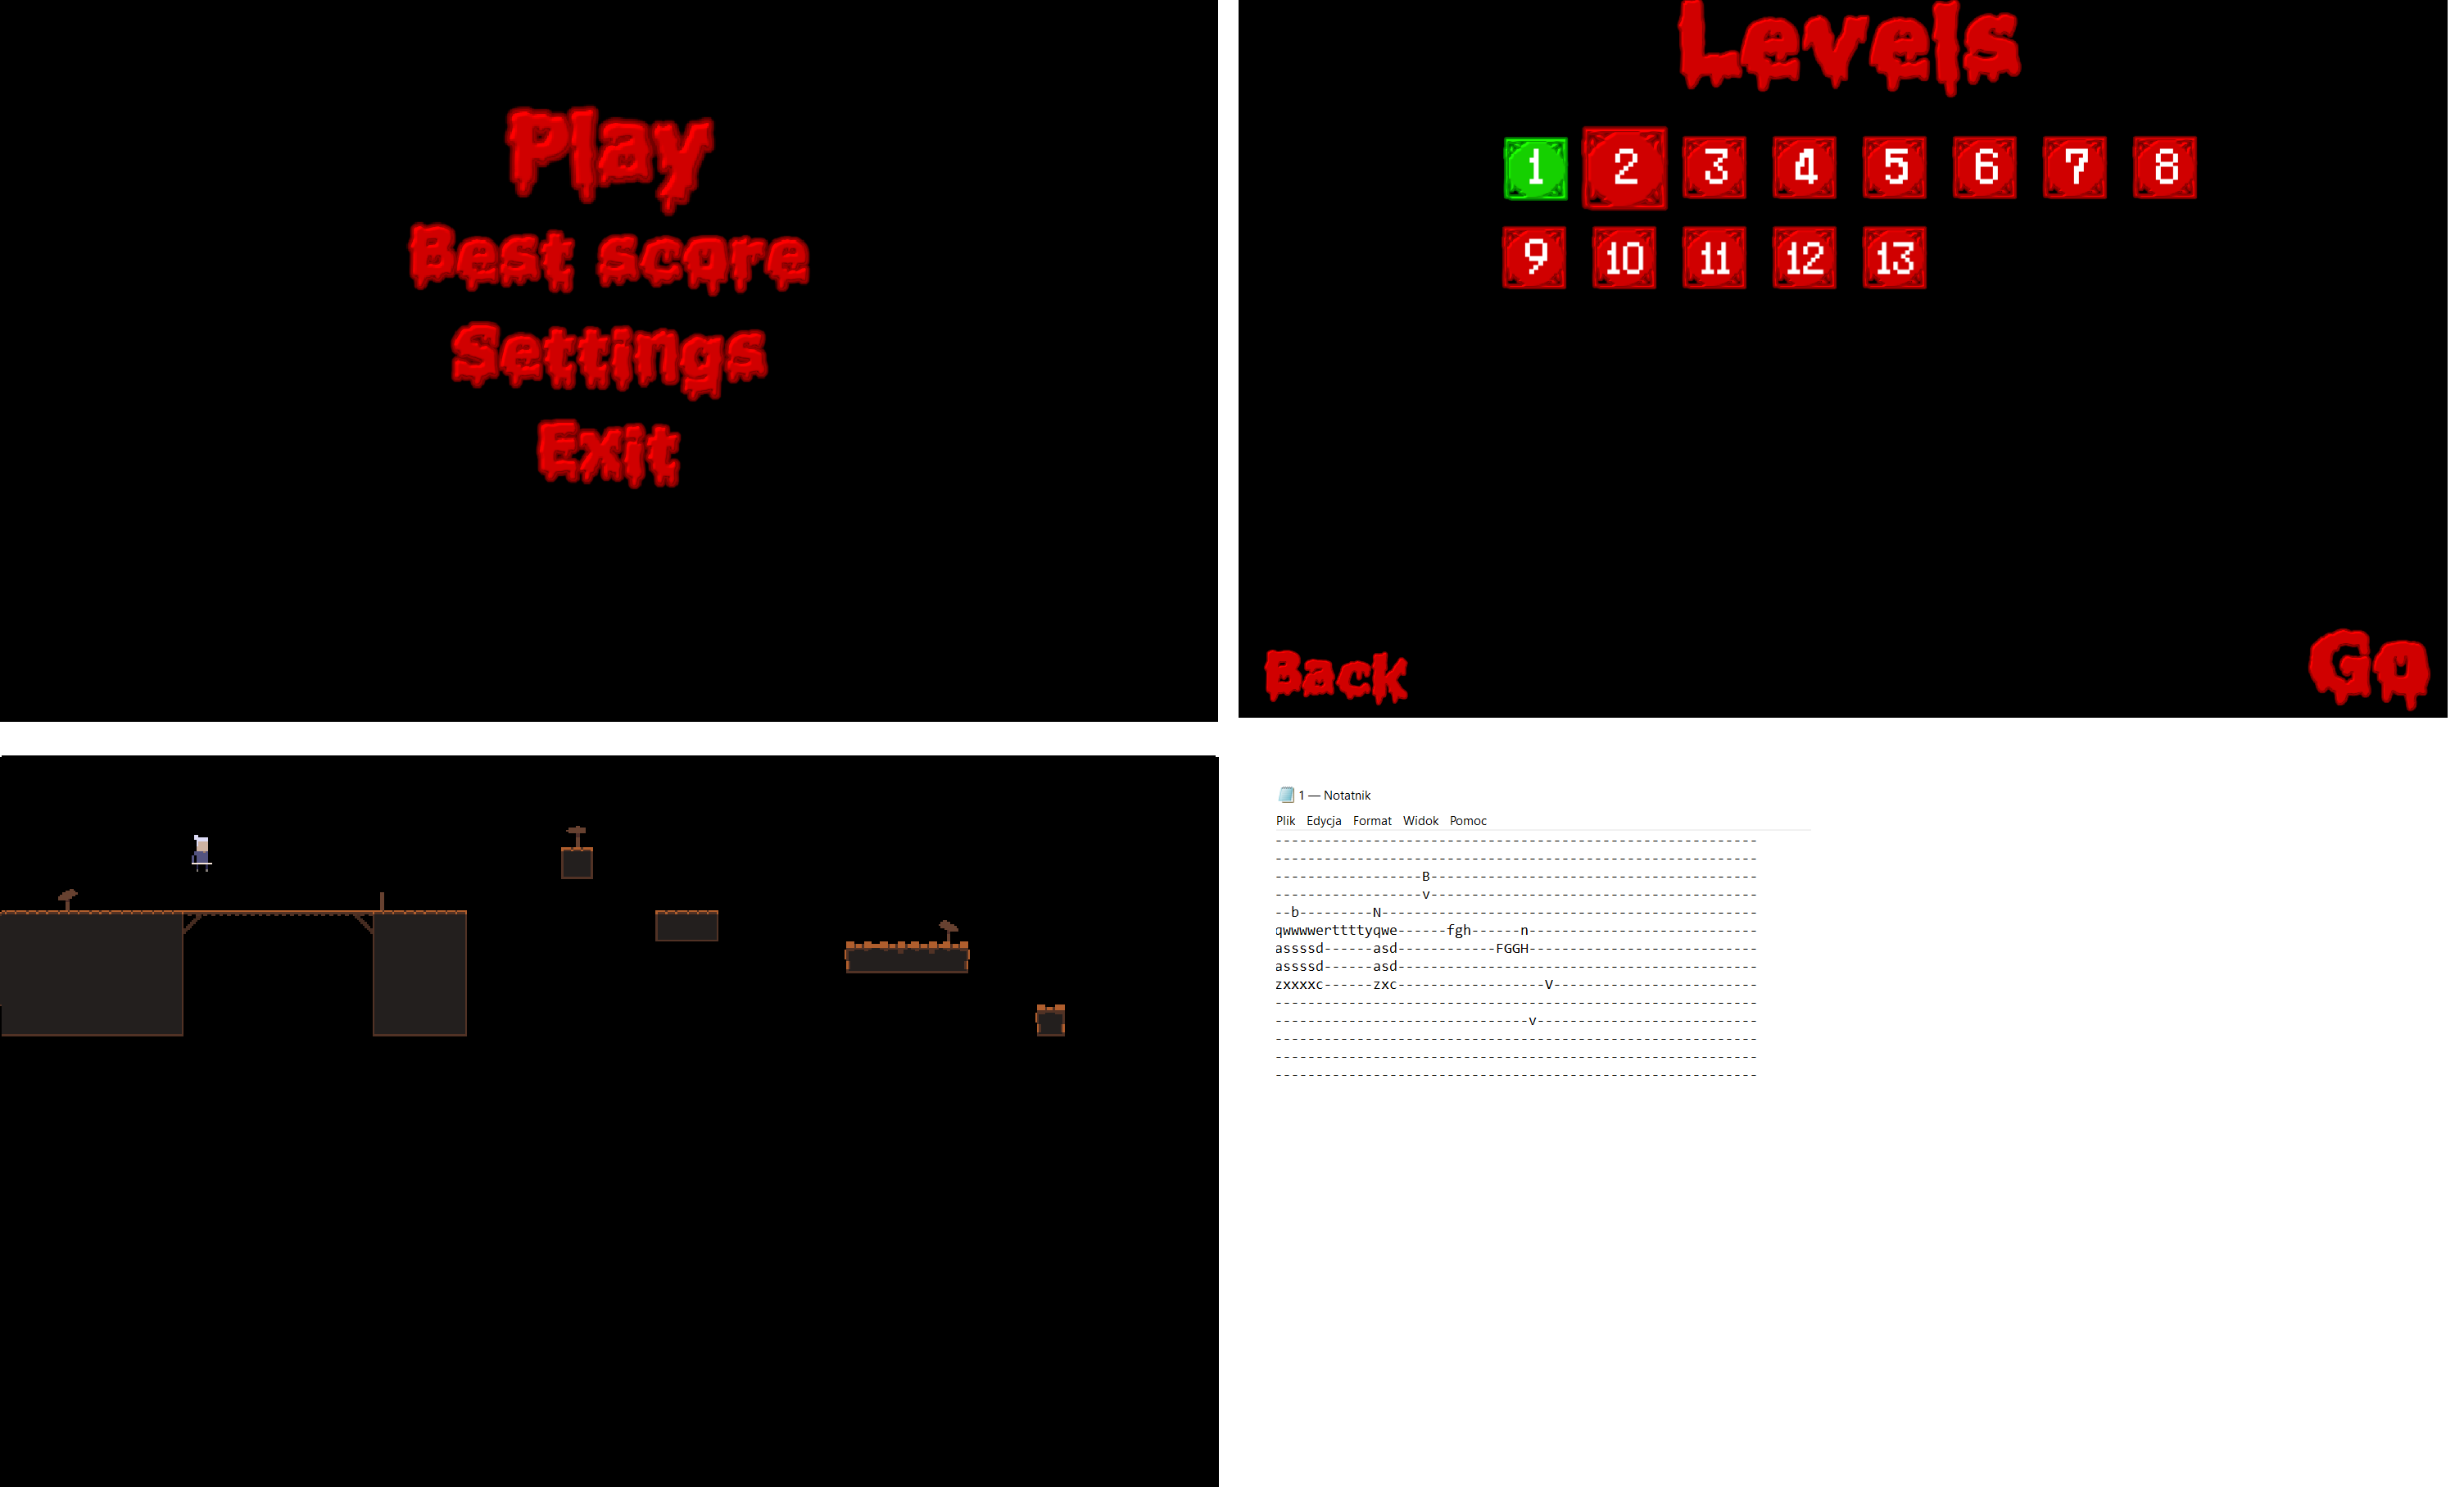 Play
Best score
Settings
Exit
Levels
1 2 3 4 5 6 7 8
9 10 11 12 13
Back
Go
1 — Notatnik
Plik Edycja Format Widok Pomoc
-----------------------------------------------------------
-----------------------------------------------------------
------------------B----------------------------------------
------------------v----------------------------------------
--b---------N----------------------------------------------
qwwwwerttttyqwe------fgh------n----------------------------
assssd------asd------------FGGH----------------------------
assssd------asd--------------------------------------------
zxxxxc------zxc------------------V-------------------------
-----------------------------------------------------------
-------------------------------v---------------------------
-----------------------------------------------------------
-----------------------------------------------------------
-----------------------------------------------------------